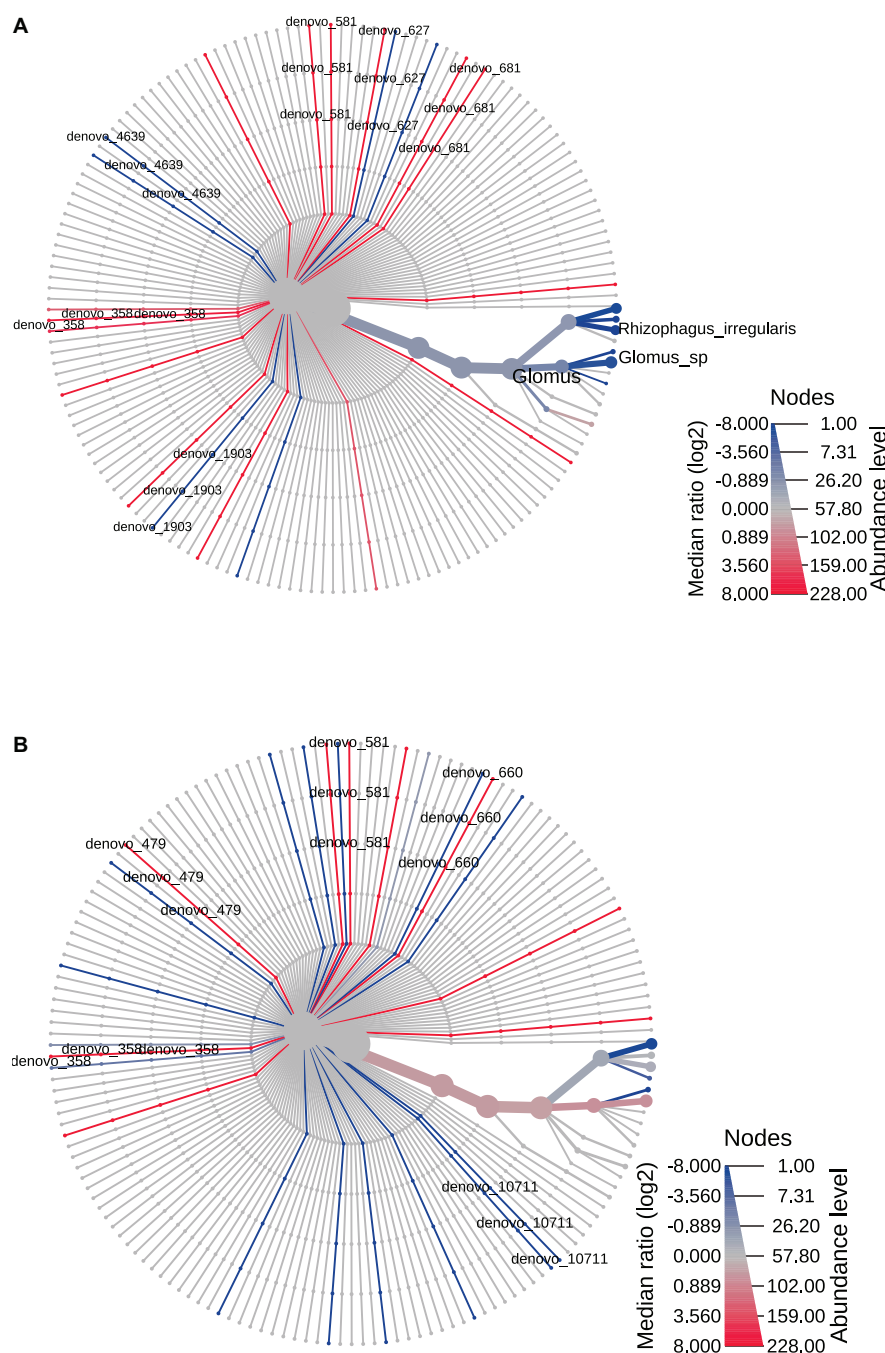 A
denovo_581
denovo_627
denovo_681
denovo_581
denovo_627
denovo_681
denovo_581
denovo_627
denovo_681
denovo_4639
denovo_4639
denovo_4639
denovo_358
denovo_358
denovo_358
Rhizophagus_irregularis
Glomus_sp
Glomus
denovo_1903
denovo_1903
denovo_1903
Nodes
Median ratio (log2)
Abundance level
-8.000 1.00
-3.560 7.31
-0.889 26.20
0.000 57.80
0.889 102.00
3.560 159.00
8.000 228.00
B
denovo_581
denovo_660
denovo_581
denovo_660
denovo_581
denovo_660
denovo_479
denovo_479
denovo_479
denovo_358
denovo_358
denovo_358
denovo_10711
denovo_10711
denovo_10711
Nodes
Median ratio (log2)
Abundance level
-8.000 1.00
-3.560 7.31
-0.889 26.20
0.000 57.80
0.889 102.00
3.560 159.00
8.000 228.00